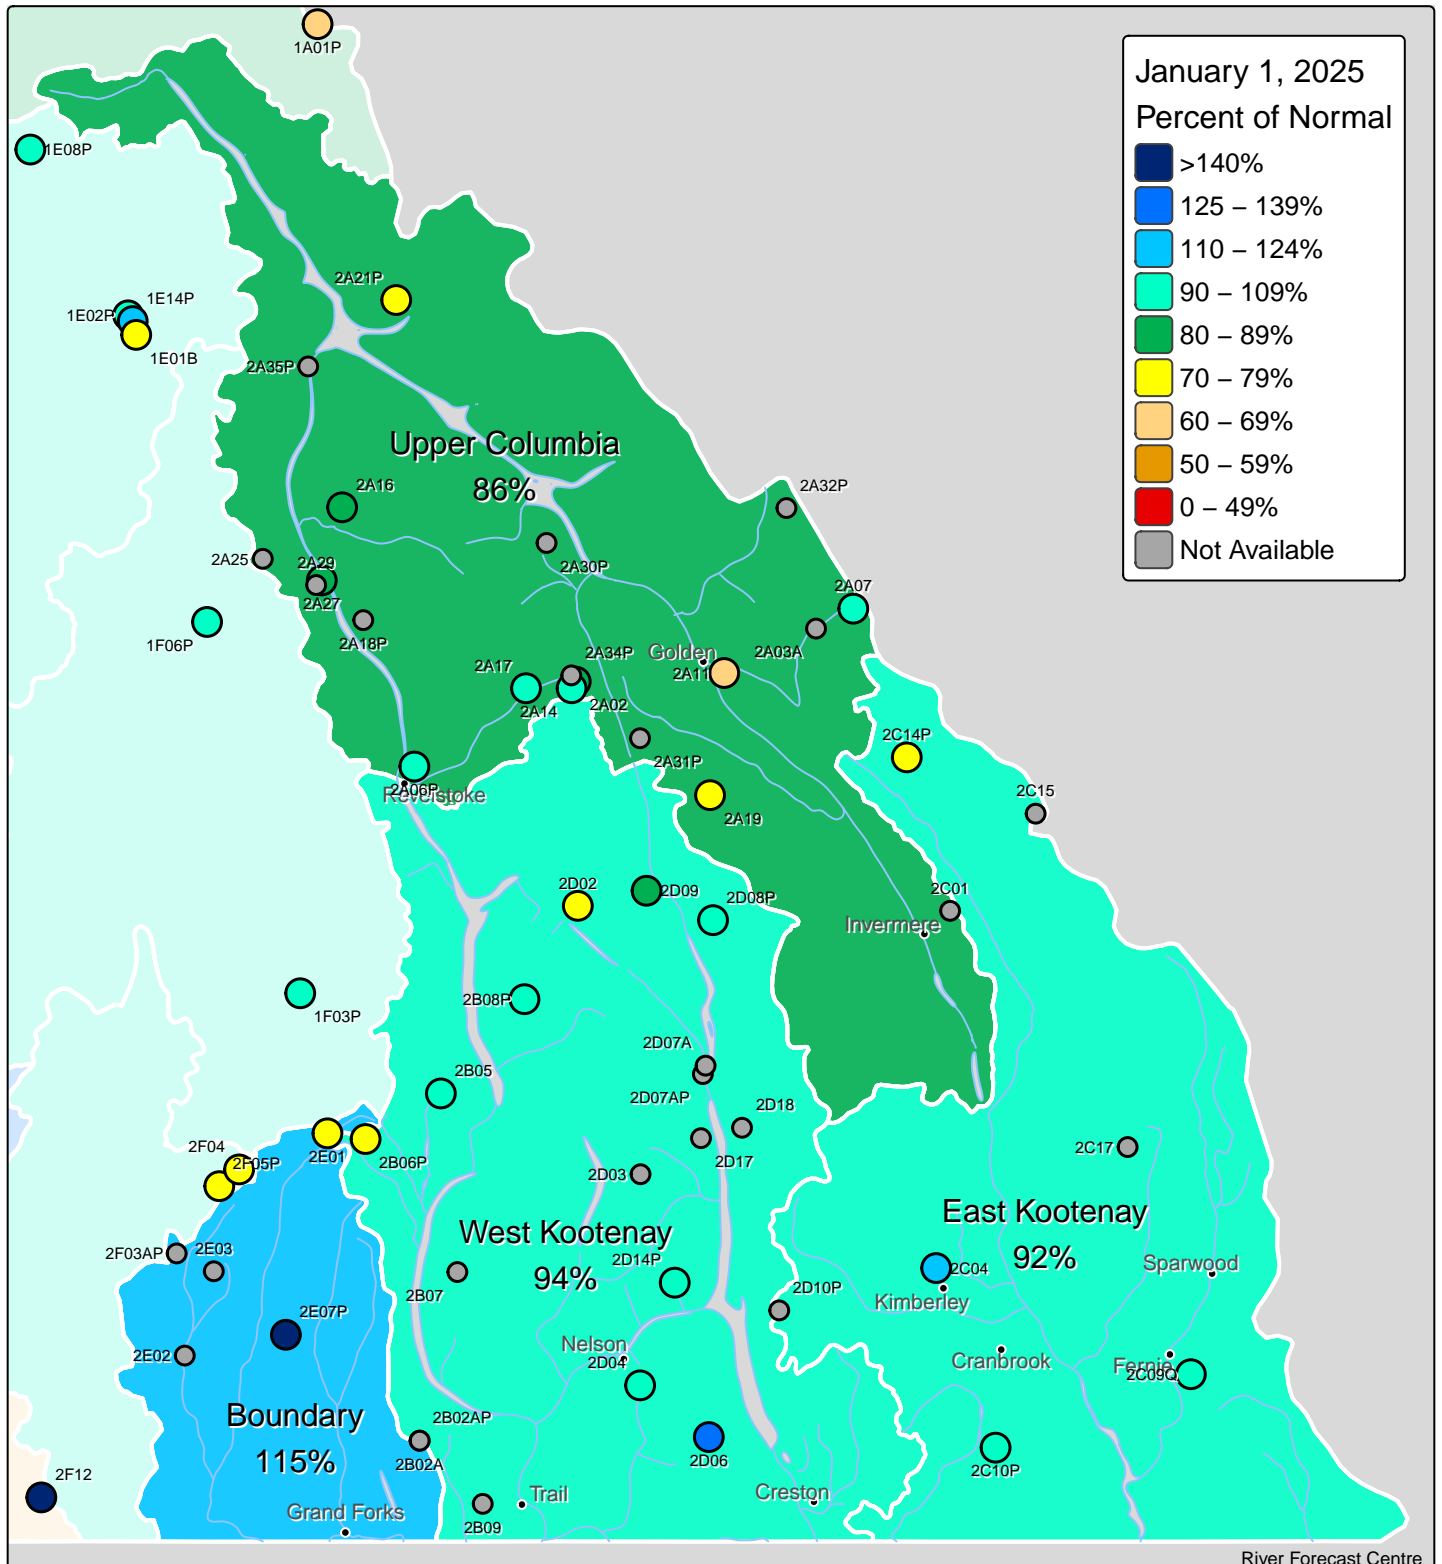 1A01P
January 1, 2025
Percent of Normal
>140%
125 – 139%
110 – 124%
90 – 109%
80 – 89%
70 – 79%
60 – 69%
50 – 59%
0 – 49%
Not Available
1E08P
2A21P
1E14P
1E02P
1E01B
2A35P
Upper Columbia
86%
2A16
2A32P
2A25
2A29
2A27
2A30P
2A07
2A18P
1F06P
2A34P
Golden
2A03A
2A17
2A11
2A14
2A02
2C14P
2A31P
2A06P
Revelstoke
2C15
2A19
2D02
2D09
2D08P
2C01
Invermere
2B08P
1F03P
2D07A
2B05
2D07AP
2D18
2F04
2F05P
2E01
2B06P
2D17
2C17
2D03
East Kootenay
92%
West Kootenay
94%
2F03AP
2E03
2D14P
2C04
Sparwood
2B07
2D10P
Kimberley
2E07P
Nelson
2E02
2D04
Cranbrook
Fernie
2C09Q
Boundary
115%
2B02AP
2B02A
2D06
2C10P
2F12
Trail
Creston
Grand Forks
2B09
River Forecast Centre